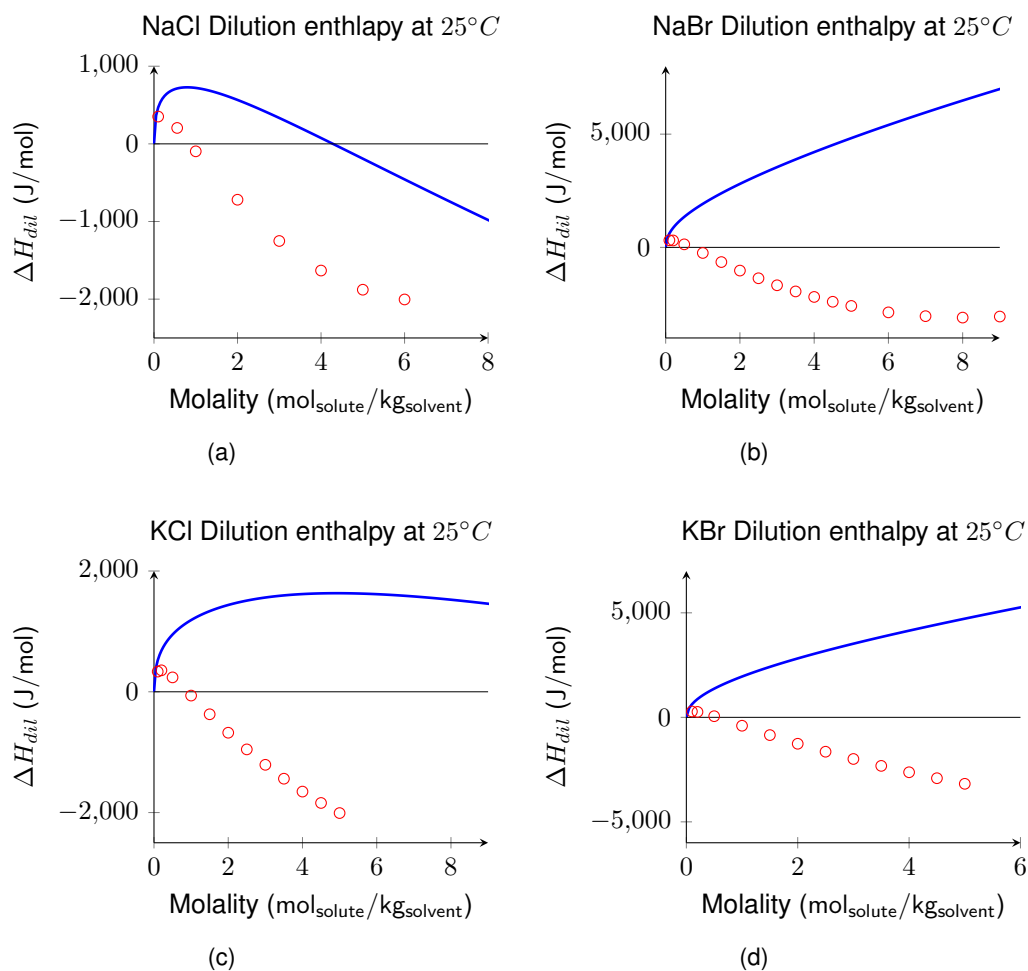 NaCl Dilution enthlapy at 25°C
1,000
0
−1,000
−2,000
ΔH_dil (J/mol)
0 2 4 6 8
Molality (mol_solute/kg_solvent)
(a)
NaBr Dilution enthalpy at 25°C
5,000
0
ΔH_dil (J/mol)
0 2 4 6 8
Molality (mol_solute/kg_solvent)
(b)
KCl Dilution enthalpy at 25°C
2,000
0
−2,000
ΔH_dil (J/mol)
0 2 4 6 8
Molality (mol_solute/kg_solvent)
(c)
KBr Dilution enthalpy at 25°C
5,000
0
−5,000
ΔH_dil (J/mol)
0 2 4 6
Molality (mol_solute/kg_solvent)
(d)